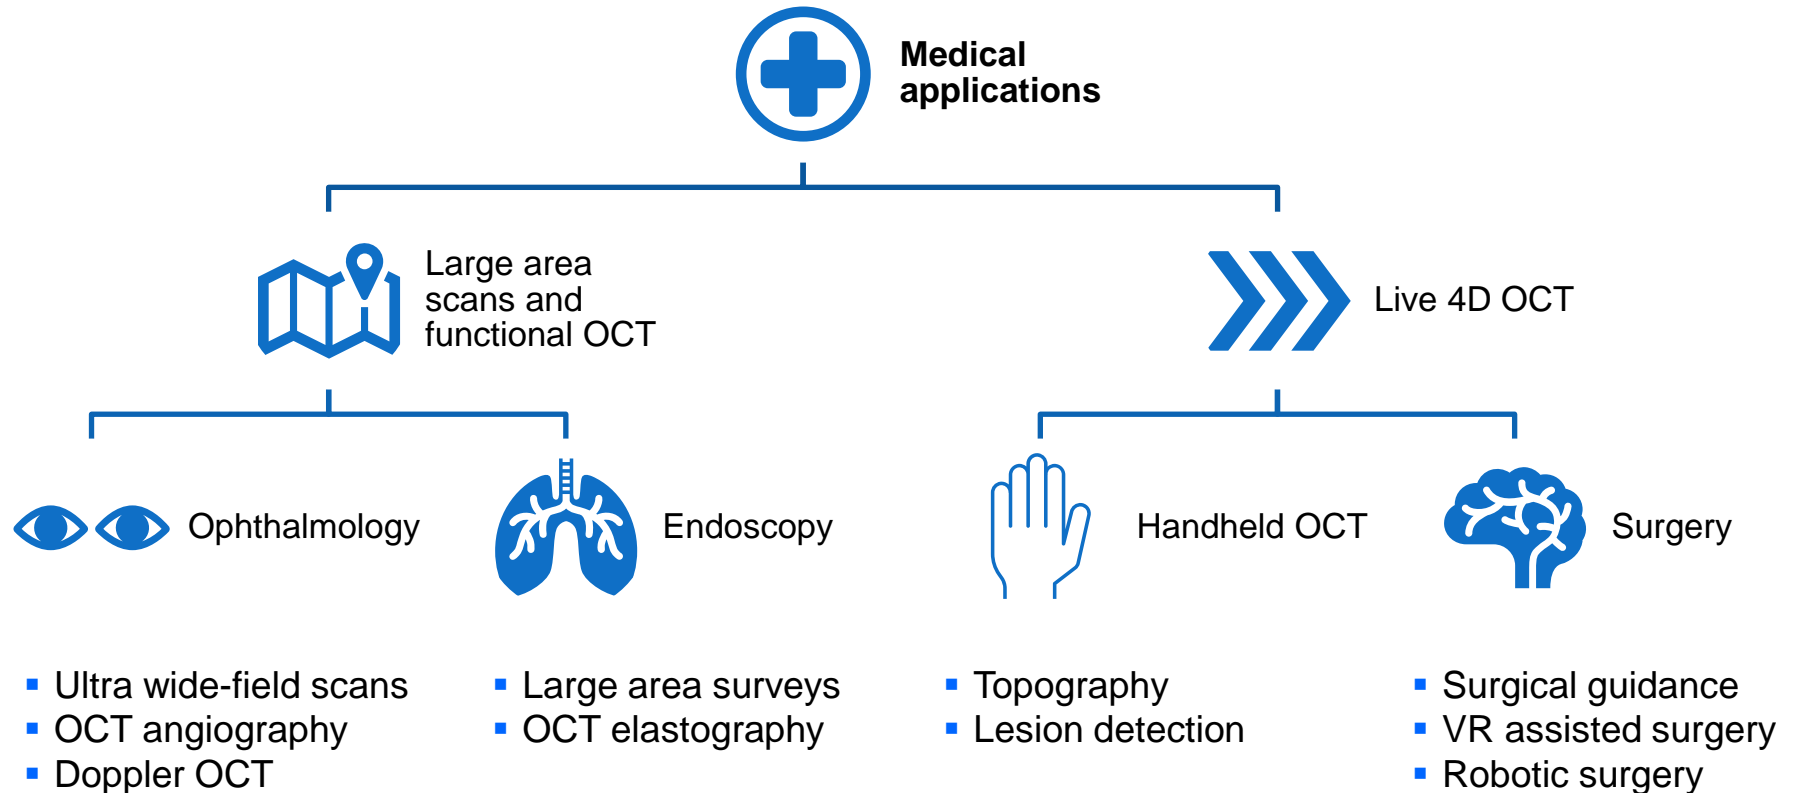 Medical
applications
Large area
scans and
functional OCT
Live 4D OCT
Ophthalmology
Endoscopy
Handheld OCT
Surgery
Ultra wide-field scans
OCT angiography
Doppler OCT
Large area surveys
OCT elastography
Topography
Lesion detection
Surgical guidance
VR assisted surgery
Robotic surgery